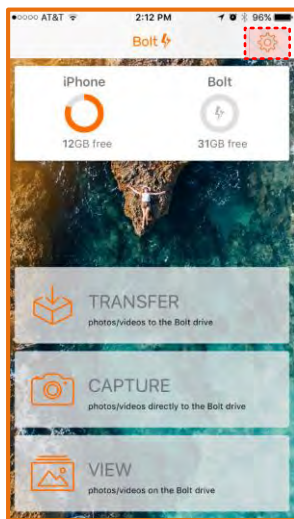 AT&T 2:12 PM 96%
Bolt
iPhone Bolt
12GB free 31GB free
TRANSFER
photos/videos to the Bolt drive
CAPTURE
photos/videos directly to the Bolt drive
VIEW
photos/videos on the Bolt drive